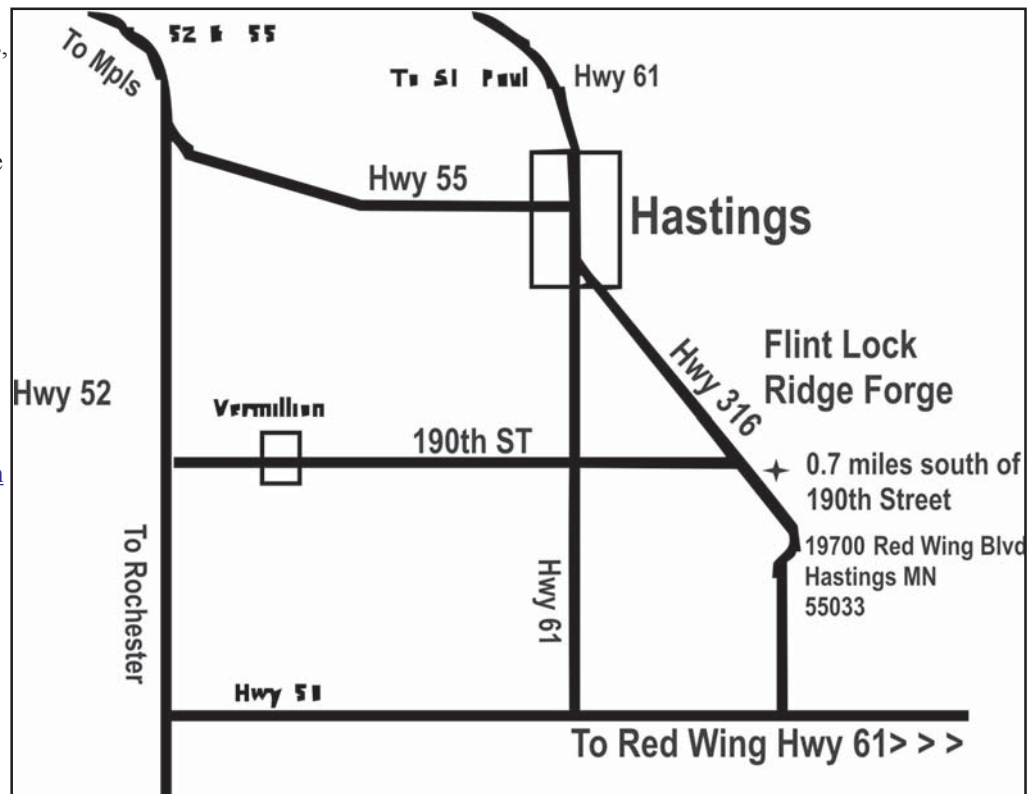 52 & 55
To Mpls
To St Paul
Hwy 61
Hwy 55
Hastings
Hwy 316
Flint Lock
Ridge Forge
Hwy 52
Vermillion
190th ST
0.7 miles south of
190th Street
19700 Red Wing Blvd
Hastings MN
55033
To Rochester
Hwy 61
Hwy 50
To Red Wing Hwy 61> > >